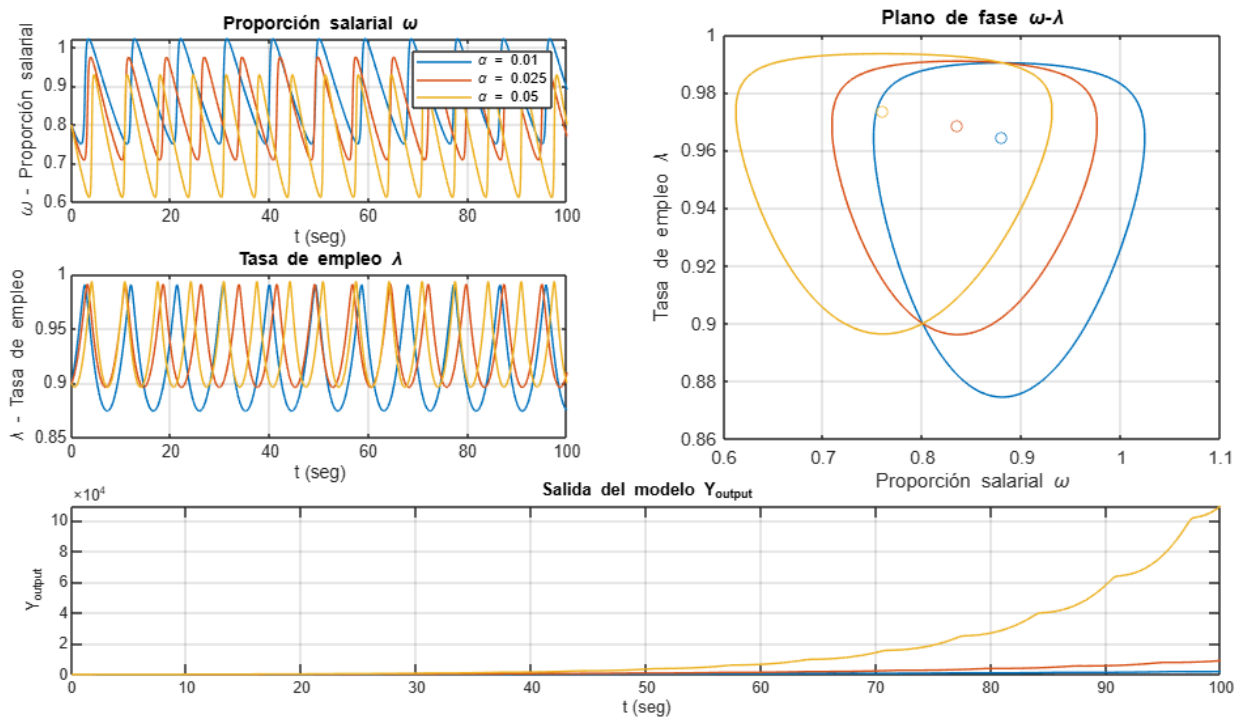 Proporción salarial ω
ω - Proporción salarial
1
0.9
0.8
0.7
0.6
α = 0.01
α = 0.025
α = 0.05
0 20 40 60 80 100
t (seg)
Tasa de empleo λ
λ - Tasa de empleo
1
0.95
0.9
0.85
0 20 40 60 80 100
t (seg)
Plano de fase ω-λ
Tasa de empleo λ
1
0.98
0.96
0.94
0.92
0.9
0.88
0.86
0.6 0.7 0.8 0.9 1 1.1
Proporción salarial ω
Salida del modelo Youtput
×10⁴
Youtput
10
8
6
4
2
0
0 10 20 30 40 50 60 70 80 90 100
t (seg)